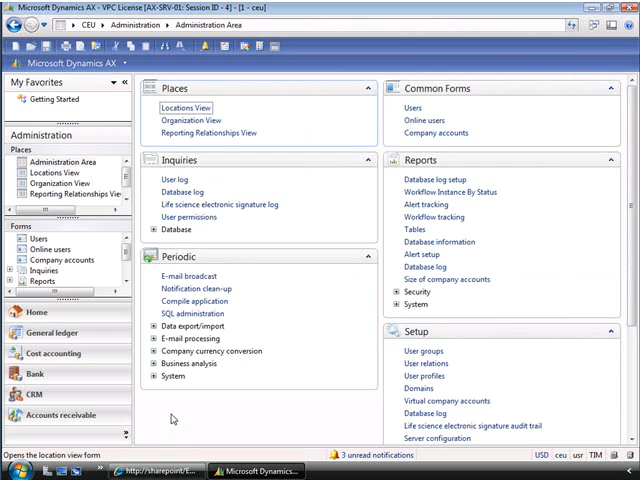 Microsoft Dynamics AX - VPC License [AX-SRV-01: Session ID - 4] - [1 - ceu]
CEU ▸ Administration ▸ Administration Area
Microsoft Dynamics AX
My Favorites
Getting Started
Administration
Places
Administration Area
Locations View
Organization View
Reporting Relationships Vie
Forms
Users
Online users
Company accounts
Inquiries
Reports
Home
General ledger
Cost accounting
Bank
CRM
Accounts receivable
Places
Locations View
Organization View
Reporting Relationships View
Inquiries
User log
Database log
Life science electronic signature log
User permissions
Database
Periodic
E-mail broadcast
Notification clean-up
Compile application
SQL administration
Data export/import
E-mail processing
Company currency conversion
Business analysis
System
Common Forms
Users
Online users
Company accounts
Reports
Database log setup
Workflow Instance By Status
Alert tracking
Workflow tracking
Tables
Database information
Alert setup
Database log
Size of company accounts
Security
System
Setup
User groups
User relations
User profiles
Domains
Virtual company accounts
Database log
Life science electronic signature audit trail
Server configuration
Opens the location view form
3 unread notifications
USD ceu usr TIM
http://sharepoint/E...
Microsoft Dynamics...